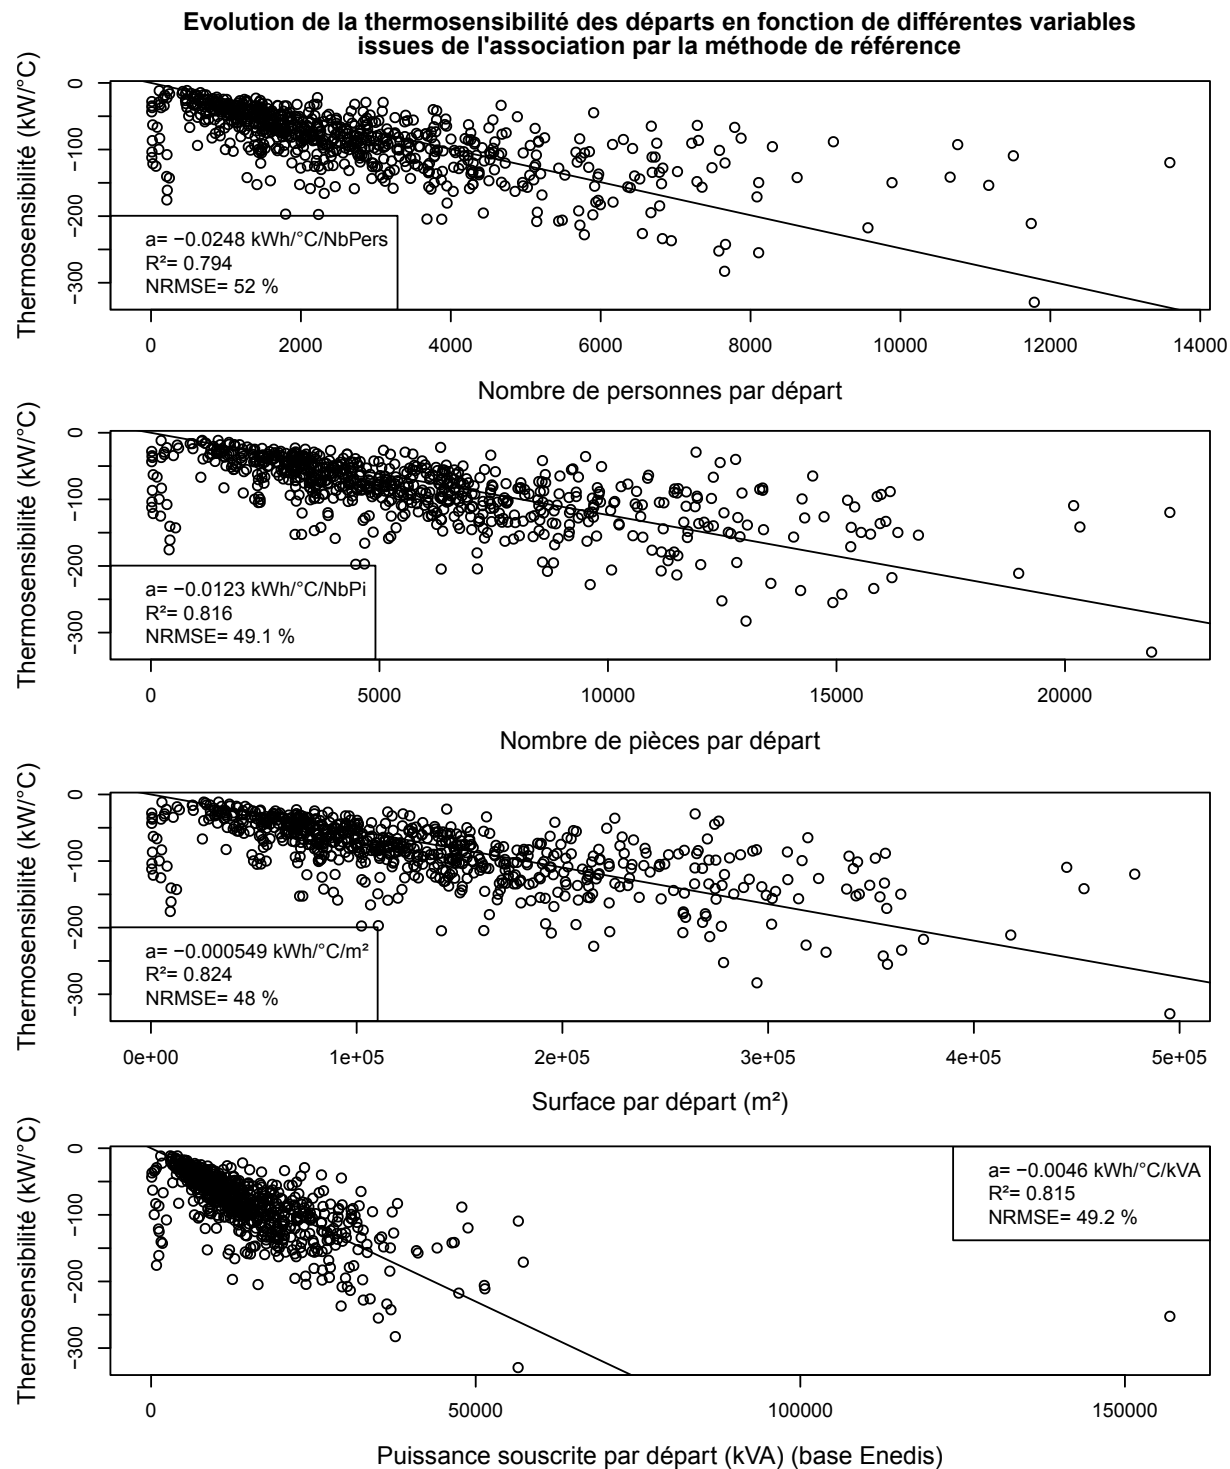 Evolution de la thermosensibilité des départs en fonction de différentes variables
issues de l'association par la méthode de référence
Thermosensibilité (kW/°C)
0
−100
−200
−300
a= −0.0248 kWh/°C/NbPers
R²= 0.794
NRMSE= 52 %
0 2000 4000 6000 8000 10000 12000 14000
Nombre de personnes par départ
Thermosensibilité (kW/°C)
0
−100
−200
−300
a= −0.0123 kWh/°C/NbPi
R²= 0.816
NRMSE= 49.1 %
0 5000 10000 15000 20000
Nombre de pièces par départ
Thermosensibilité (kW/°C)
0
−100
−200
−300
a= −0.000549 kWh/°C/m²
R²= 0.824
NRMSE= 48 %
0e+00 1e+05 2e+05 3e+05 4e+05 5e+05
Surface par départ (m²)
Thermosensibilité (kW/°C)
0
−100
−200
−300
a= −0.0046 kWh/°C/kVA
R²= 0.815
NRMSE= 49.2 %
0 50000 100000 150000
Puissance souscrite par départ (kVA) (base Enedis)